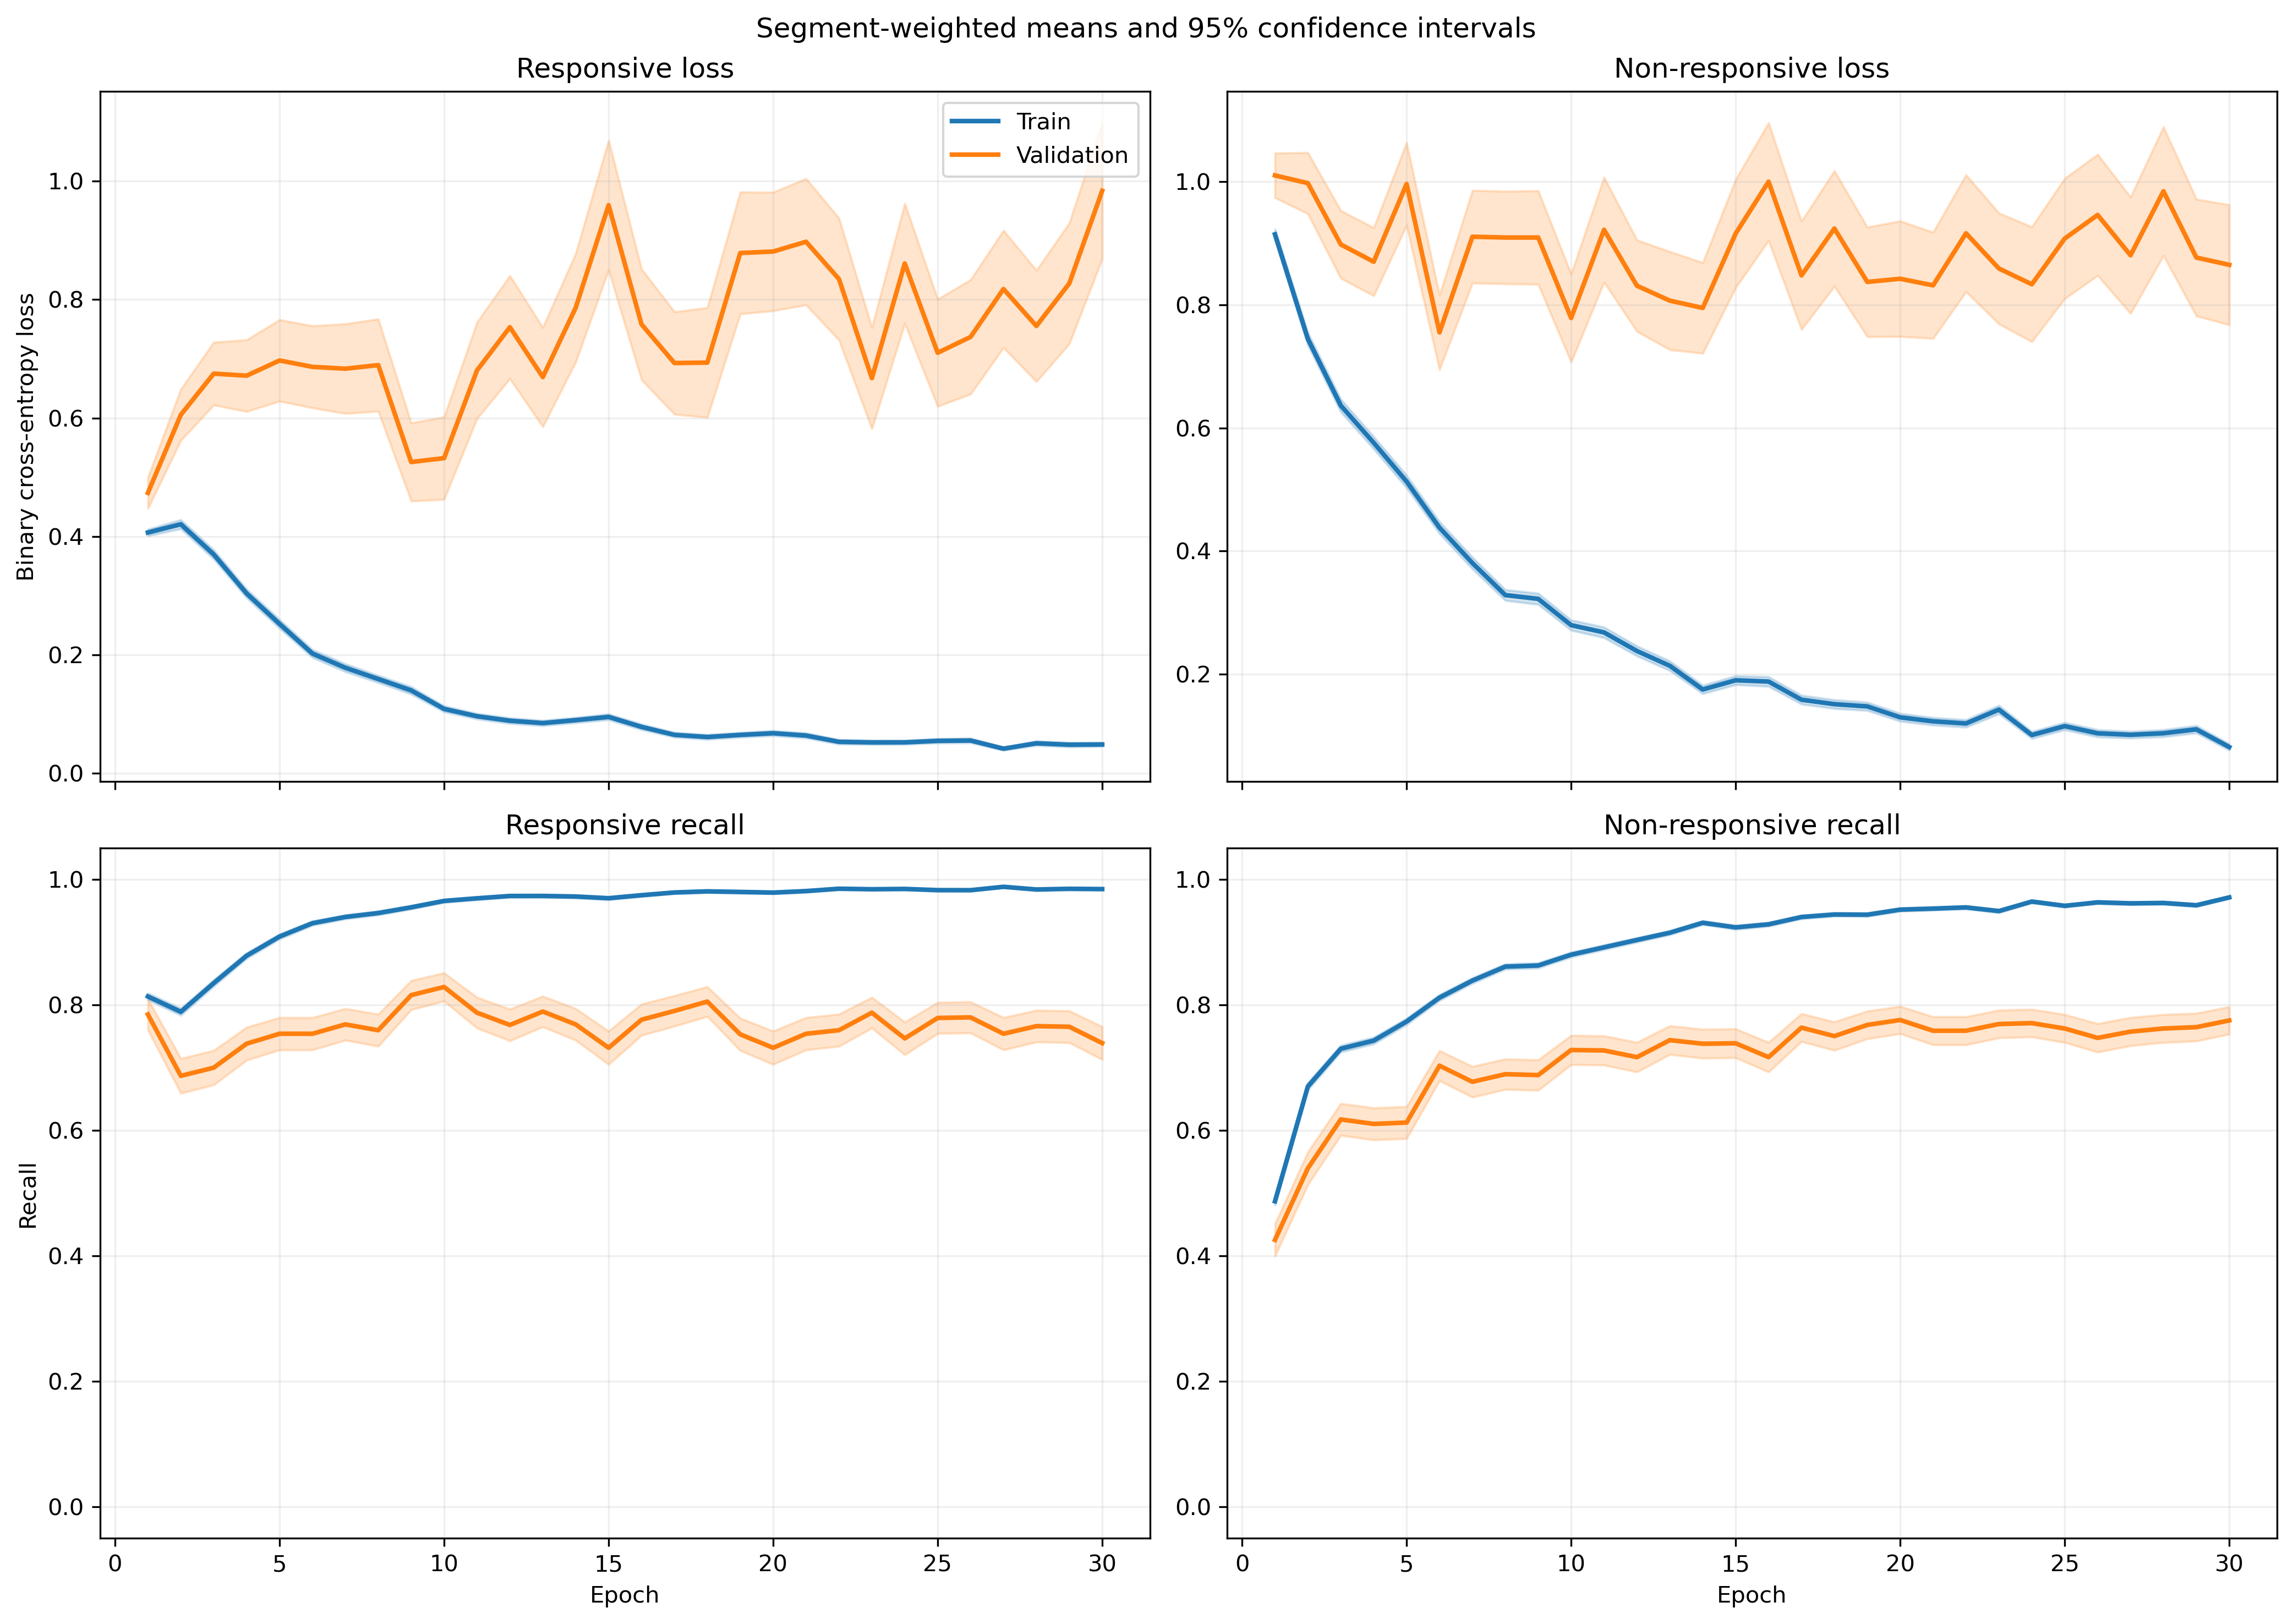 Segment-weighted means and 95% confidence intervals
Responsive loss
Non-responsive loss
Train
Validation
Binary cross-entropy loss
1.0
0.8
0.6
0.4
0.2
0.0
1.0
0.8
0.6
0.4
0.2
Responsive recall
Non-responsive recall
Recall
1.0
0.8
0.6
0.4
0.2
0.0
0 5 10 15 20 25 30
Epoch
1.0
0.8
0.6
0.4
0.2
0.0
0 5 10 15 20 25 30
Epoch